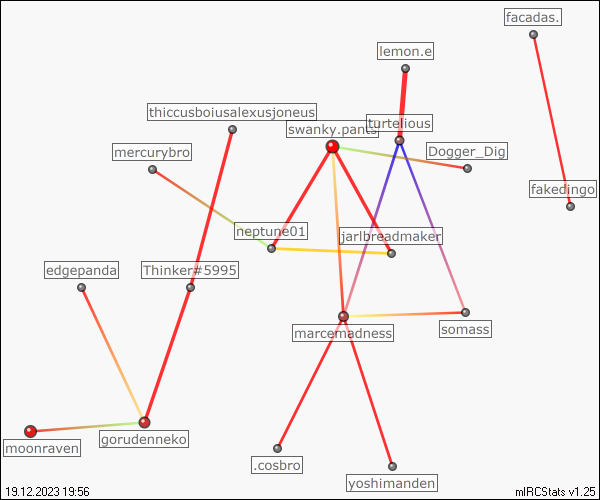 facadas.
lemon.e
thiccusboiusalexusjoneus
turtelious
swanky.pants
mercurybro
Dogger_Dig
fakedingo
neptune01
jarlbreadmaker
edgepanda
Thinker#5995
marcemadness
somass
gorudenneko
moonraven
.cosbro
yoshimanden
19.12.2023 19:56
mIRCStats v1.25